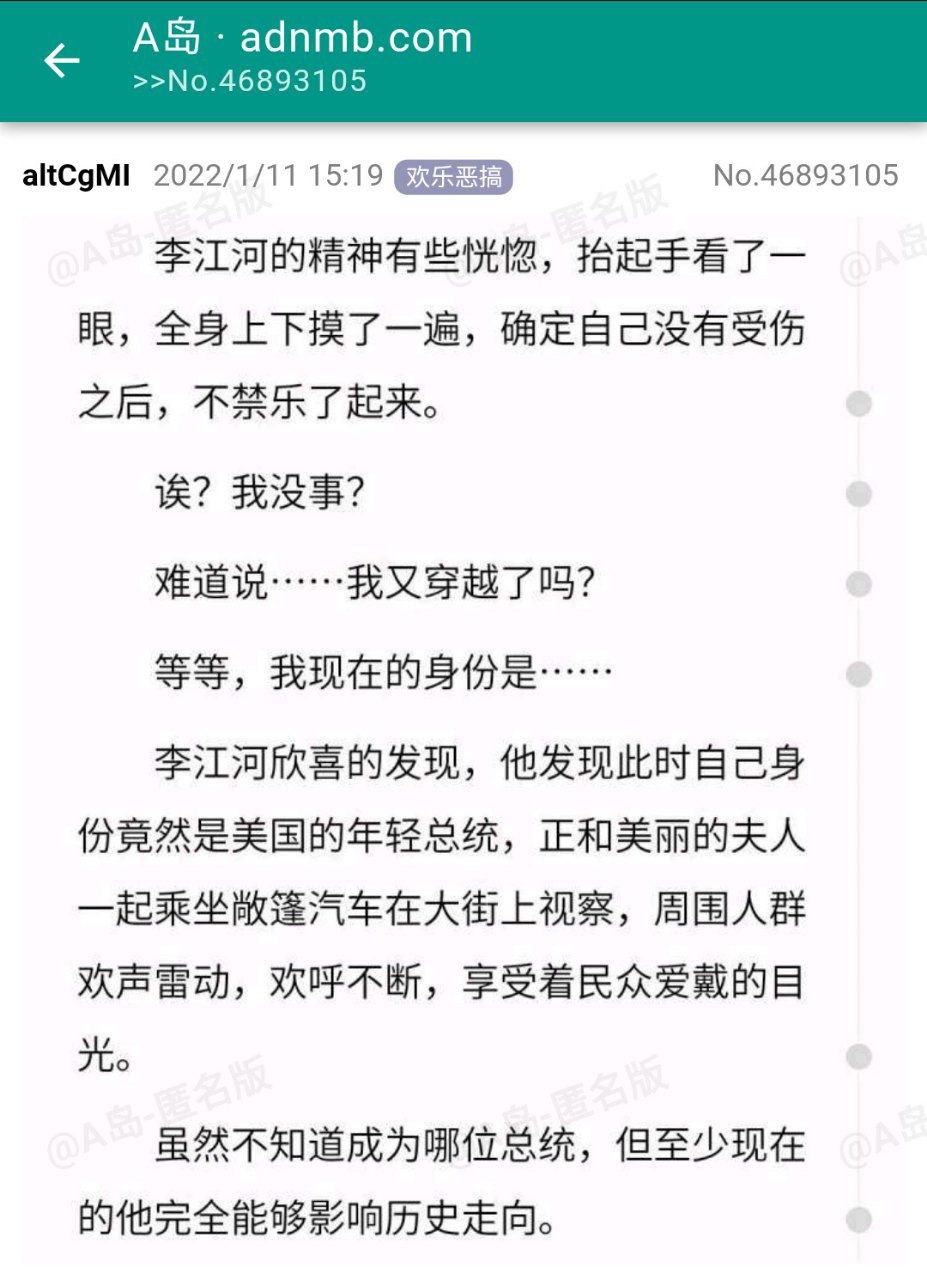 A岛 · adnmb.com
>>No.46893105
altCgMI 2022/1/11 15:19 欢乐恶搞 No.46893105
李江河的精神有些恍惚，抬起手看了一
眼，全身上下摸了一遍，确定自己没有受伤
之后，不禁乐了起来。
诶？我没事？
难道说……我又穿越了吗？
等等，我现在的身份是……
李江河欣喜的发现，他发现此时自己身
份竟然是美国的年轻总统，正和美丽的夫人
一起乘坐敞篷汽车在大街上视察，周围人群
欢声雷动，欢呼不断，享受着民众爱戴的目
光。
虽然不知道成为哪位总统，但至少现在
的他完全能够影响历史走向。
@A岛-匿名版
@A岛-匿名版
@A岛
@A岛-匿名版
@A岛-匿名版
@A岛